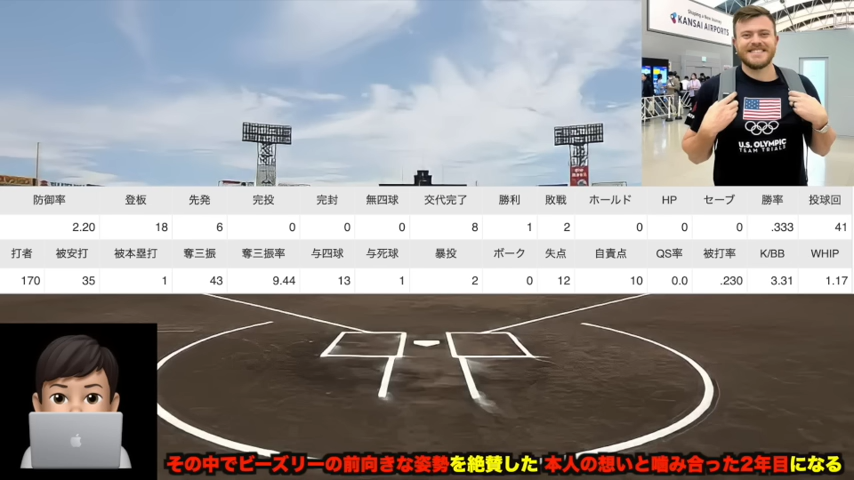 Shopping & New Journey
KANSAI AIRPORTS
U.S. OLYMPIC
TEAM TRIALS
防御率 登板 先発 完投 完封 無四球 交代完了 勝利 敗戦 ホールド HP セーブ 勝率 投球回
2.20 18 6 0 0 0 8 1 2 0 0 0 .333 41
打者 被安打 被本塁打 奪三振 奪三振率 与四球 与死球 暴投 ボーク 失点 自責点 QS率 被打率 K/BB WHIP
170 35 1 43 9.44 13 1 2 0 12 10 0.0 .230 3.31 1.17
その中でビーズリーの前向きな姿勢を絶賛した 本人の想いと噛み合った2年目になる